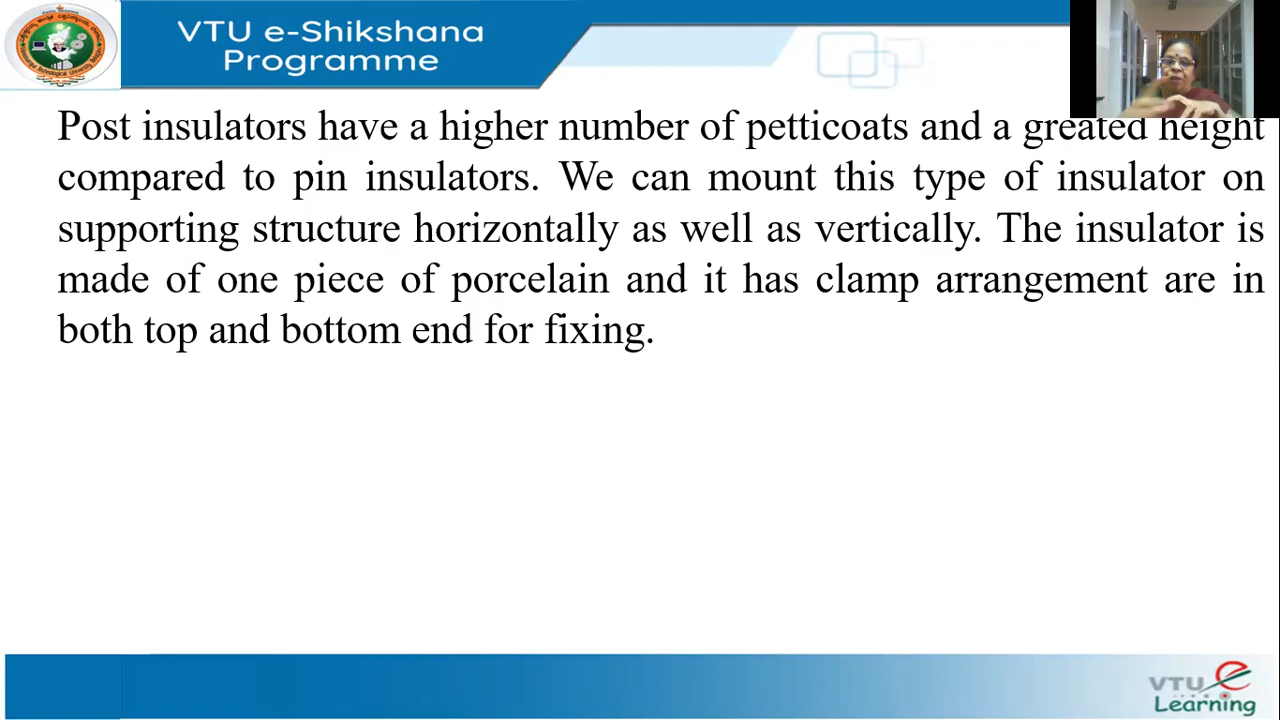 VTU e-Shikshana
Programme
Post insulators have a higher number of petticoats and a greated height
compared to pin insulators. We can mount this type of insulator on
supporting structure horizontally as well as vertically. The insulator is
made of one piece of porcelain and it has clamp arrangement are in
both top and bottom end for fixing.
VTU e
Learning